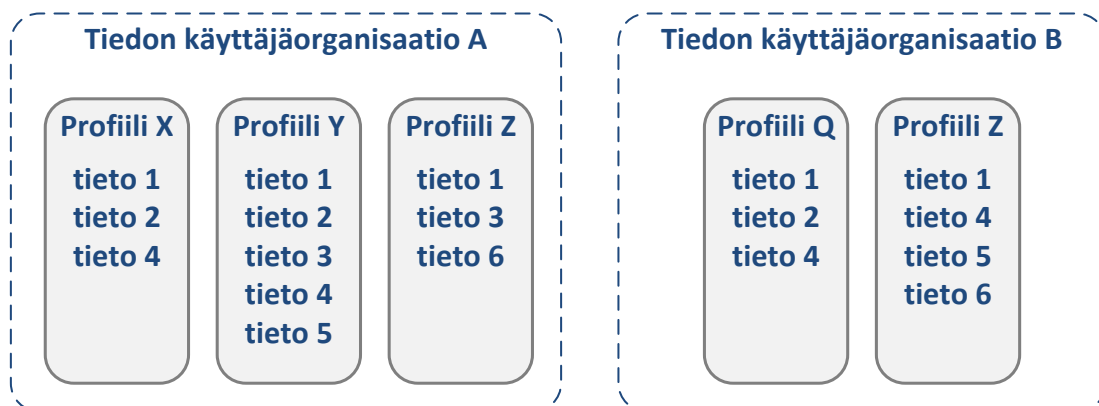 Tiedon käyttäjäorganisaatio A
Profiili X
tieto 1
tieto 2
tieto 4
Profiili Y
tieto 1
tieto 2
tieto 3
tieto 4
tieto 5
Profiili Z
tieto 1
tieto 3
tieto 6
Tiedon käyttäjäorganisaatio B
Profiili Q
tieto 1
tieto 2
tieto 4
Profiili Z
tieto 1
tieto 4
tieto 5
tieto 6